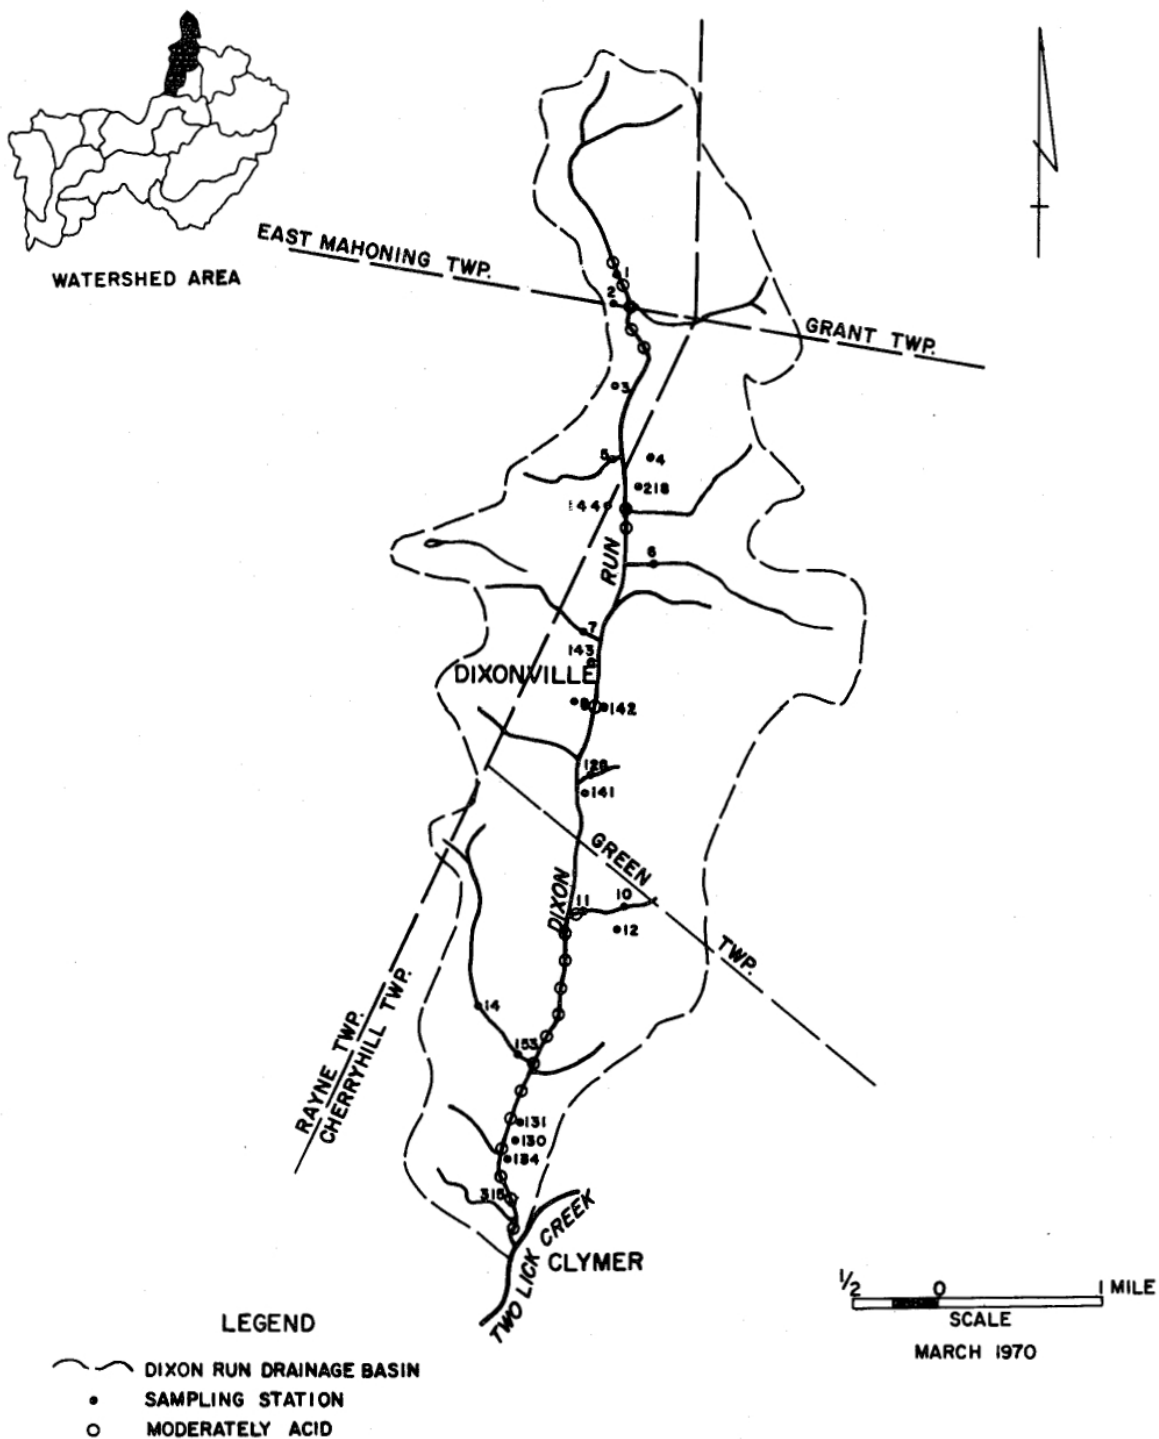 WATERSHED AREA
EAST MAHONING TWP.
GRANT TWP.
1
2
3
5
4
218
144
RUN
6
7
143
DIXONVILLE
8
142
129
141
GREEN
TWP.
DIXON
11
10
12
14
153
RAYNE TWP.
CHERRYHILL TWP.
131
130
134
315
TWO LICK CREEK
CLYMER
1/2 0 1 MILE
SCALE
MARCH 1970
LEGEND
DIXON RUN DRAINAGE BASIN
SAMPLING STATION
MODERATELY ACID